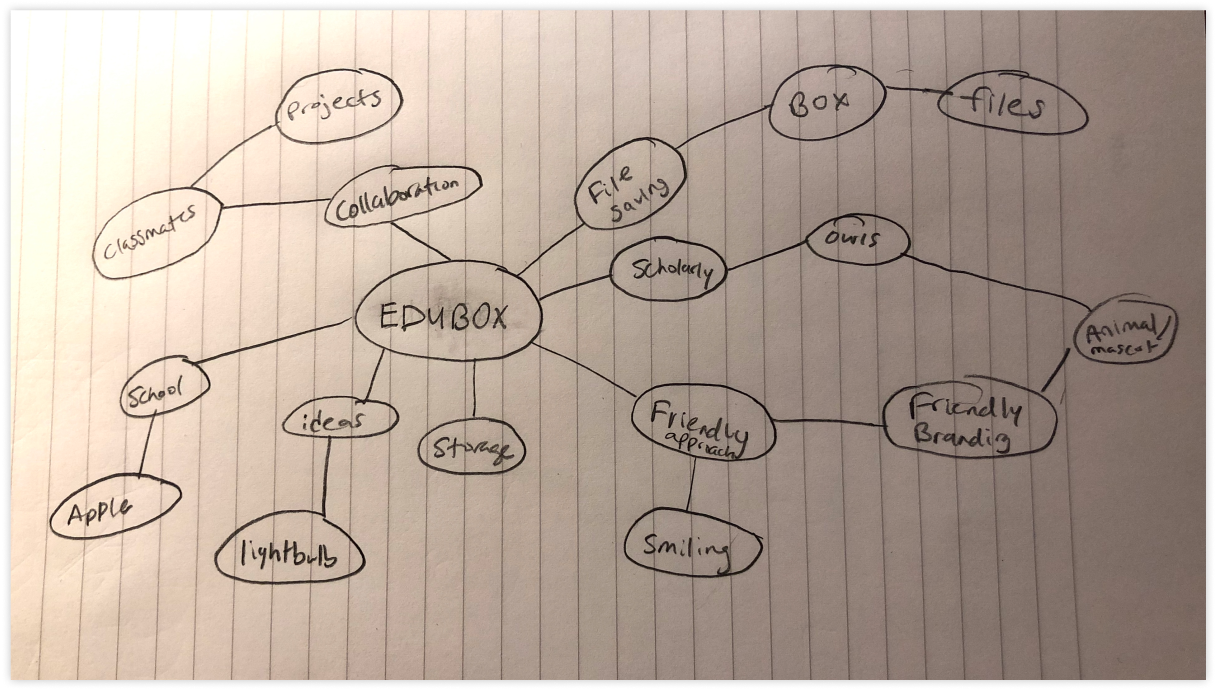 Projects
BOX
files
Collaboration
File
saving
Classmates
Scholarly
owls
EDUBOX
Animal/
mascot
School
ideas
Storage
Friendly
approach
Friendly
Brandig
Apple
lightbulb
Smiling